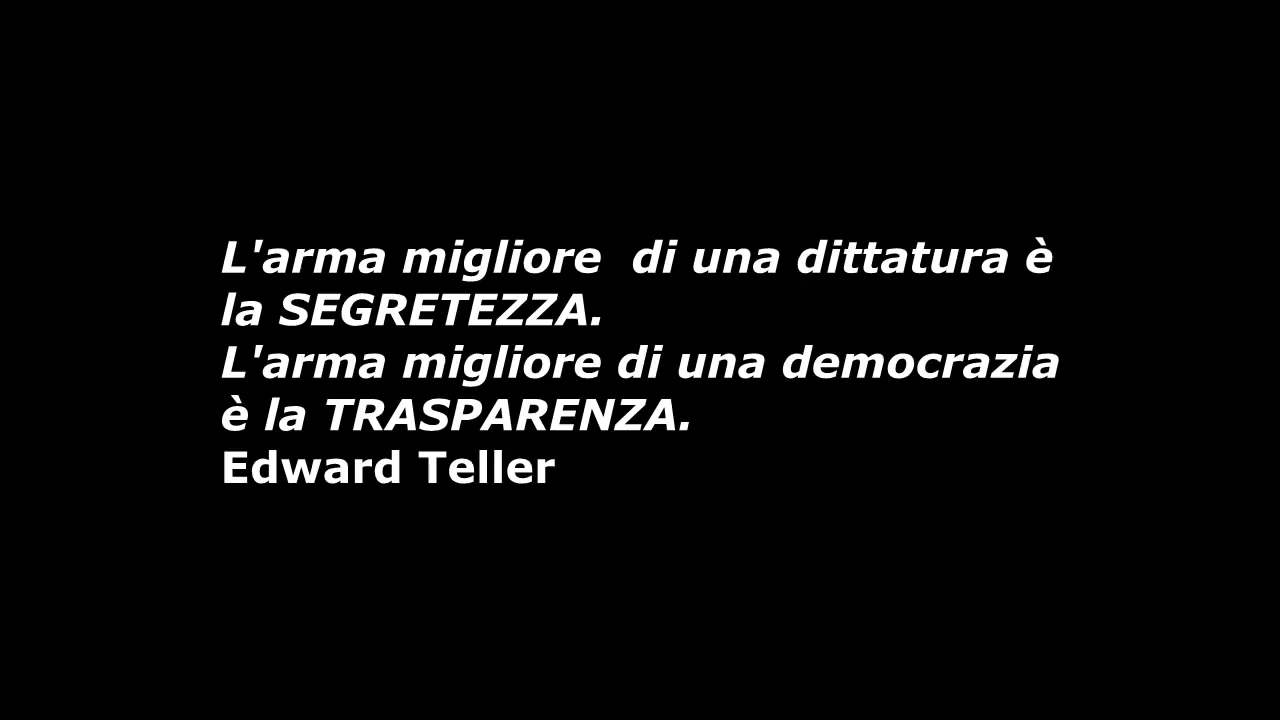 L'arma migliore  di una dittatura è
la SEGRETEZZA.
L'arma migliore di una democrazia
è la TRASPARENZA.
Edward Teller